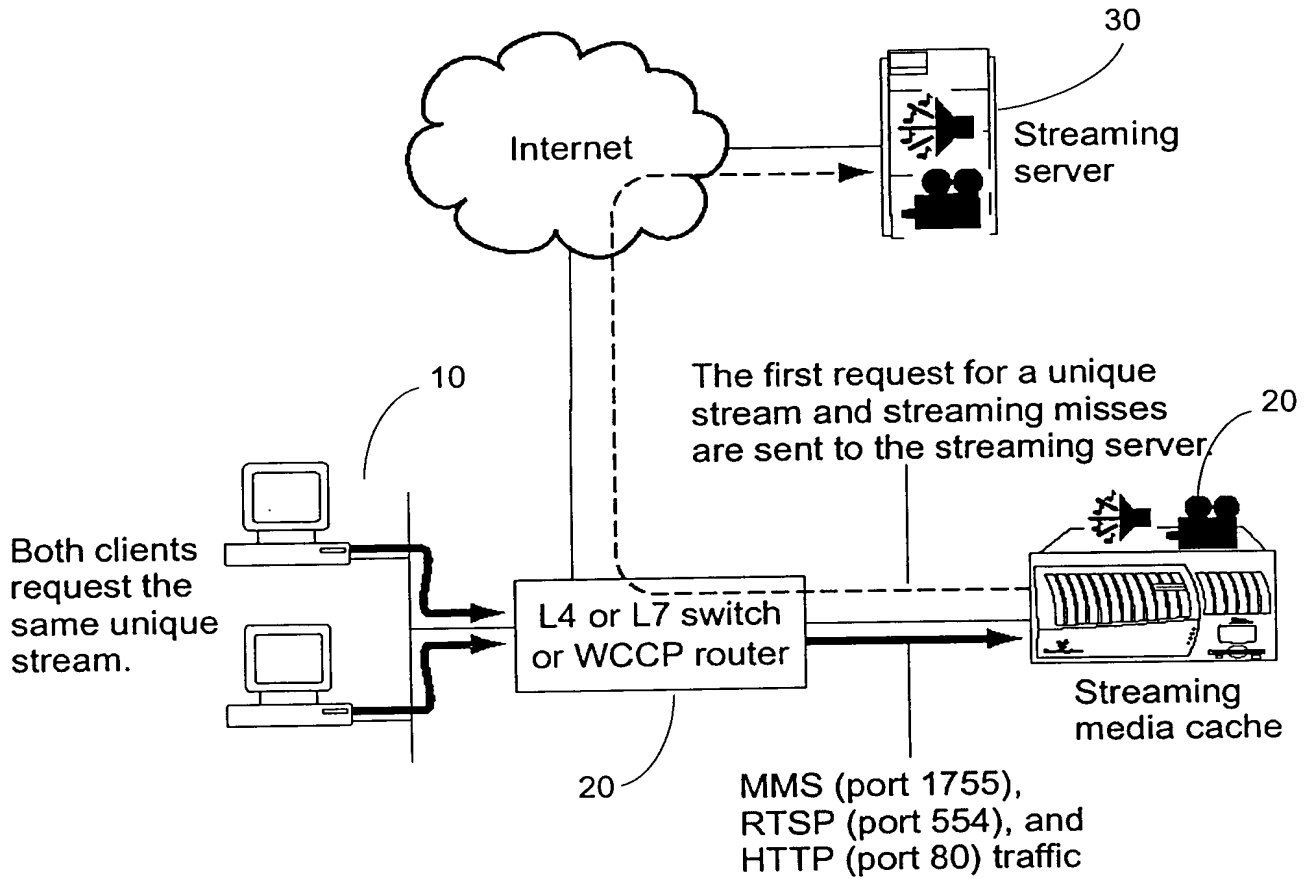 30
Internet
Streaming
server
10
The first request for a unique
stream and streaming misses
are sent to the streaming server.
20
Both clients
request the
same unique
stream.
L4 or L7 switch
or WCCP router
Streaming
media cache
20
MMS (port 1755),
RTSP (port 554), and
HTTP (port 80) traffic